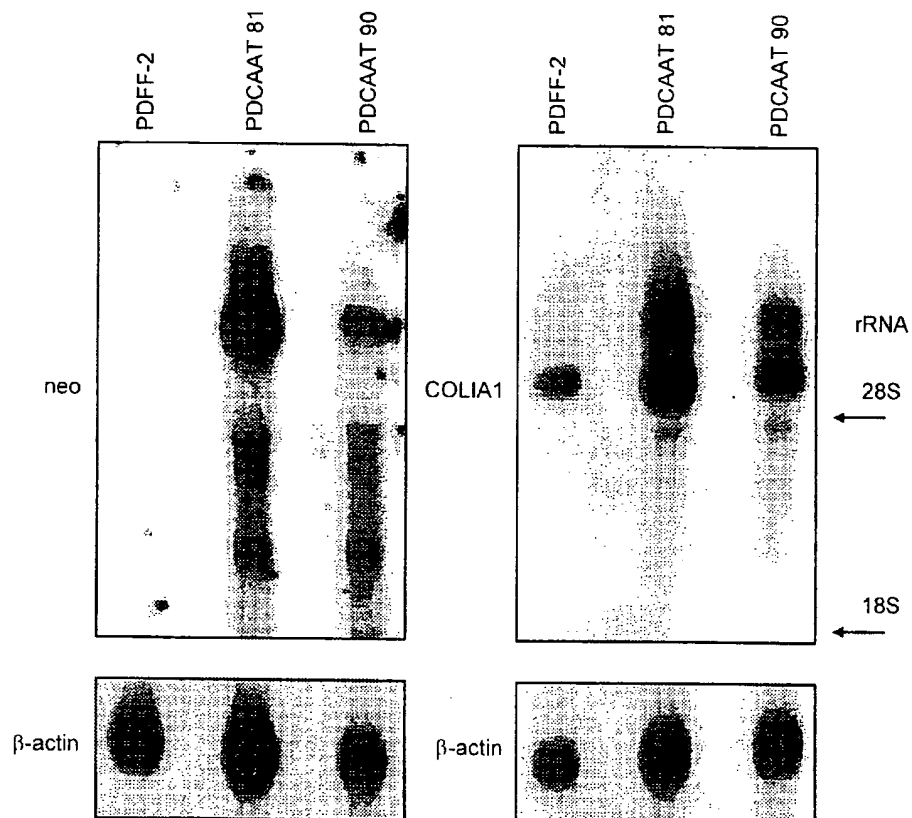 PDFF-2
PDCAAT 81
PDCAAT 90
PDFF-2
PDCAAT 81
PDCAAT 90
neo
COLIA1
rRNA
28S
18S
β-actin
β-actin